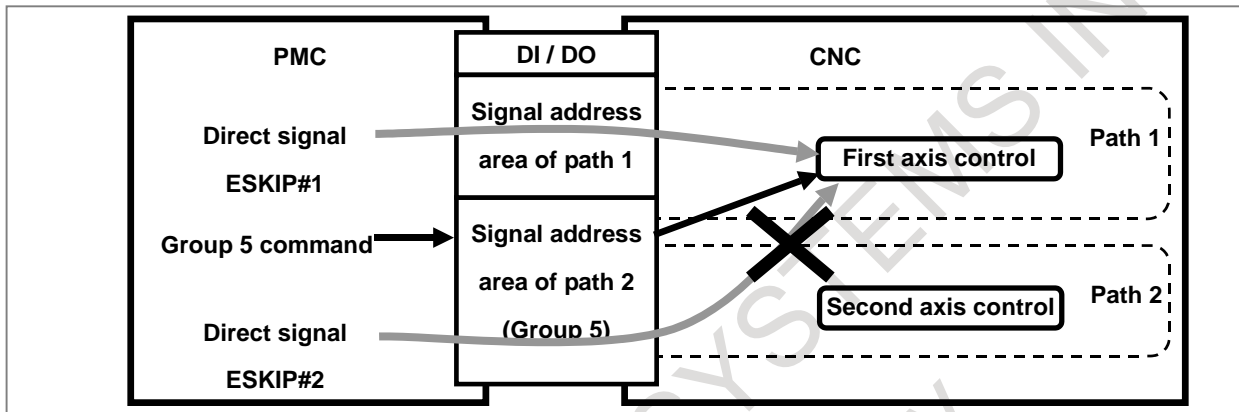 PMC
DI / DO
CNC
Signal address
area of path 1
Direct signal
ESKIP#1
First axis control
Path 1
Group 5 command
Signal address
area of path 2
(Group 5)
Second axis control
Path 2
Direct signal
ESKIP#2
SYSTEMS IN